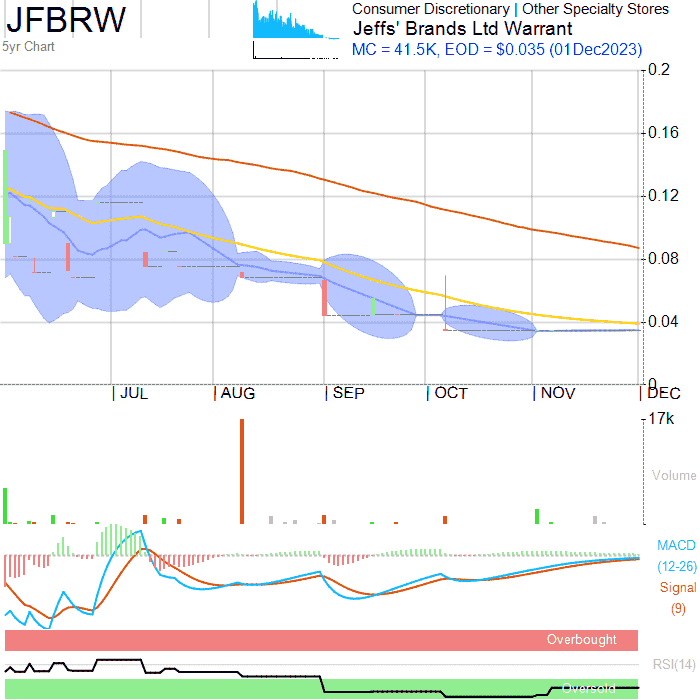 JFBRW
5yr Chart
Consumer Discretionary | Other Specialty Stores
Jeffs' Brands Ltd Warrant
MC = 41.5K, EOD = $0.035 (01Dec2023)
0.2
0.16
0.12
0.08
0.04
0
JUL AUG SEP OCT NOV DEC
17k
Volume
MACD
(12-26)
Signal
(9)
Overbought
RSI(14)
Oversold